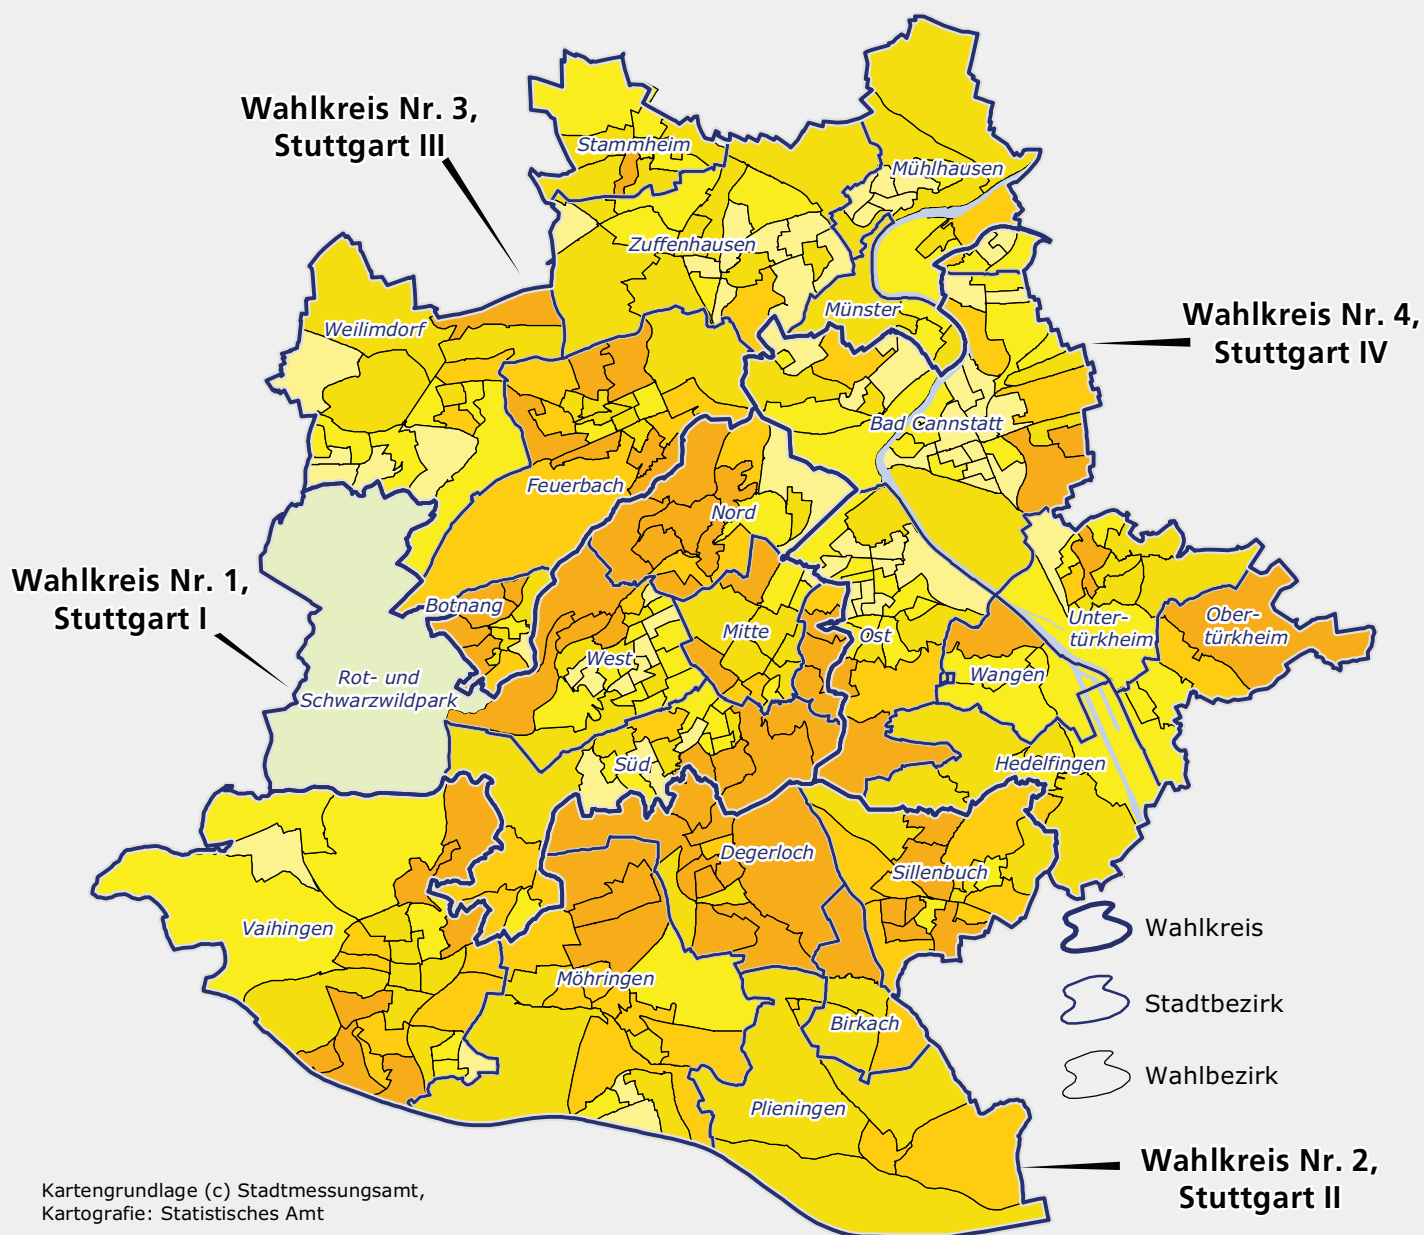 Wahlkreis Nr. 3,
Stuttgart III
Stammheim
Mühlhausen
Zuffenhausen
Münster
Weilimdorf
Wahlkreis Nr. 4,
Stuttgart IV
Bad Cannstatt
Feuerbach
Nord
Wahlkreis Nr. 1,
Stuttgart I
Botnang
Mitte
Ost
Unter-
türkheim
Ober-
türkheim
West
Wangen
Rot- und
Schwarzwildpark
Süd
Hedelfingen
Degerloch
Sillenbuch
Vaihingen
Möhringen
Birkach
Plieningen
Wahlkreis
Stadtbezirk
Wahlbezirk
Wahlkreis Nr. 2,
Stuttgart II
Kartengrundlage (c) Stadtmessungsamt,
Kartografie: Statistisches Amt